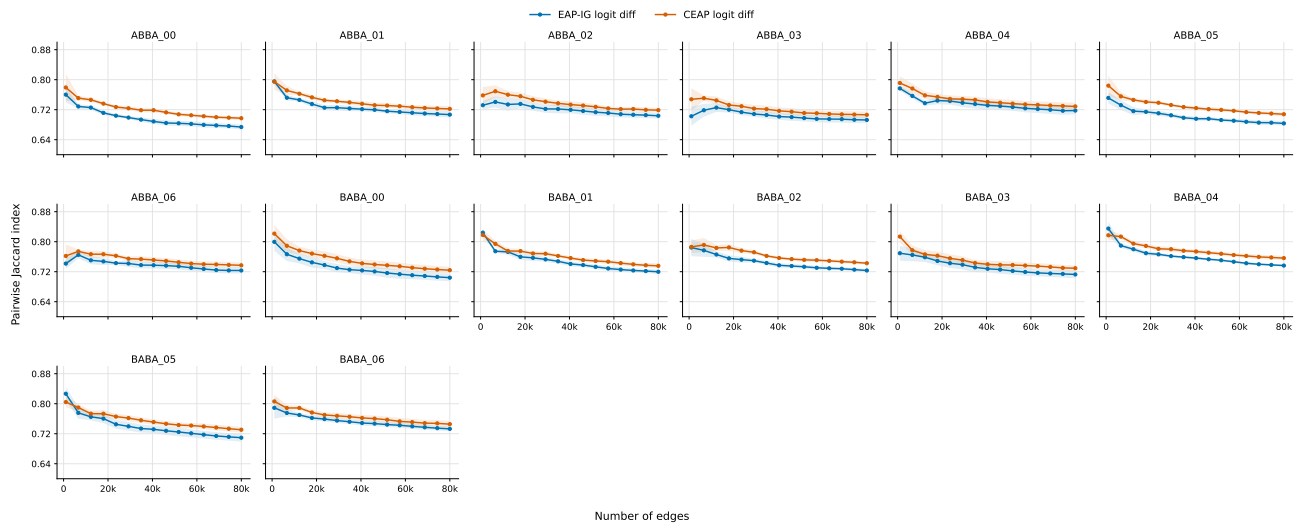 EAP-IG logit diff CEAP logit diff
ABBA_00 ABBA_01 ABBA_02 ABBA_03 ABBA_04 ABBA_05
0.88
0.80
0.72
0.64
ABBA_06 BABA_00 BABA_01 BABA_02 BABA_03 BABA_04
0.88
0.80
0.72
0.64
0 20k 40k 60k 80k 0 20k 40k 60k 80k 0 20k 40k 60k 80k 0 20k 40k 60k 80k
Pairwise Jaccard index
BABA_05 BABA_06
0.88
0.80
0.72
0.64
0 20k 40k 60k 80k 0 20k 40k 60k 80k
Number of edges